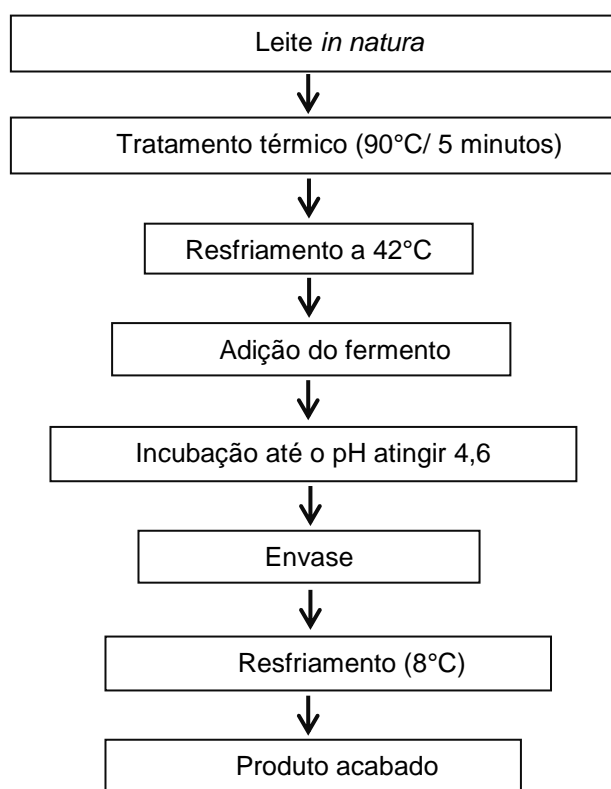 Leite in natura
Tratamento térmico (90°C/ 5 minutos)
Resfriamento a 42°C
Adição do fermento
Incubação até o pH atingir 4,6
Envase
Resfriamento (8°C)
Produto acabado